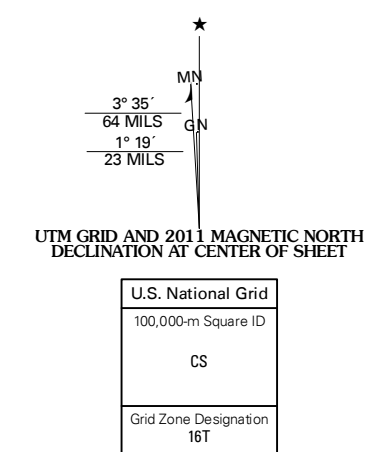 ★
MN
3° 35´
64 MILS
GN
1° 19´
23 MILS
UTM GRID AND 2011 MAGNETIC NORTH
DECLINATION AT CENTER OF SHEET
U.S. National Grid
100,000-m Square ID
CS
Grid Zone Designation
16T